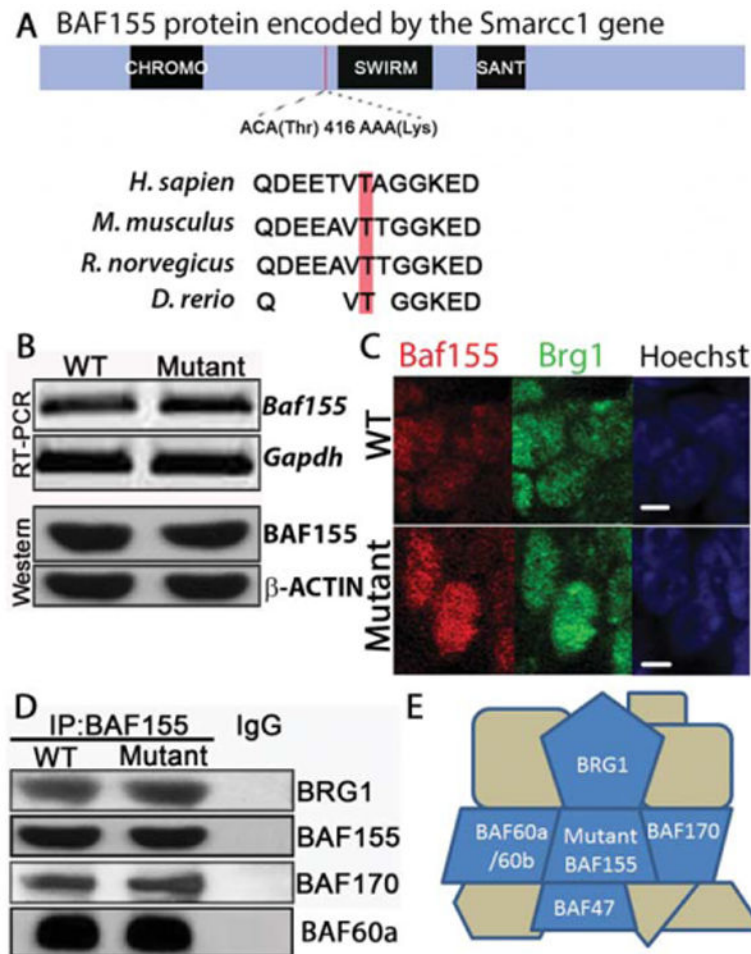 A BAF155 protein encoded by the Smarcc1 gene
CHROMO SWIRM SANT
ACA(Thr) 416 AAA(Lys)
H. sapien QDEETVTAGGKED
M. musculus QDEEAVTTGGKED
R. norvegicus QDEEAVTTGGKED
D. rerio Q VT GGKED
B
WT Mutant
RT-PCR
Baf155
Gapdh
Western
BAF155
β-ACTIN
C Baf155 Brg1 Hoechst
WT
Mutant
D
IP:BAF155 IgG
WT Mutant
BRG1
BAF155
BAF170
BAF60a
E
BRG1
BAF60a
/60b
Mutant
BAF155
BAF170
BAF47